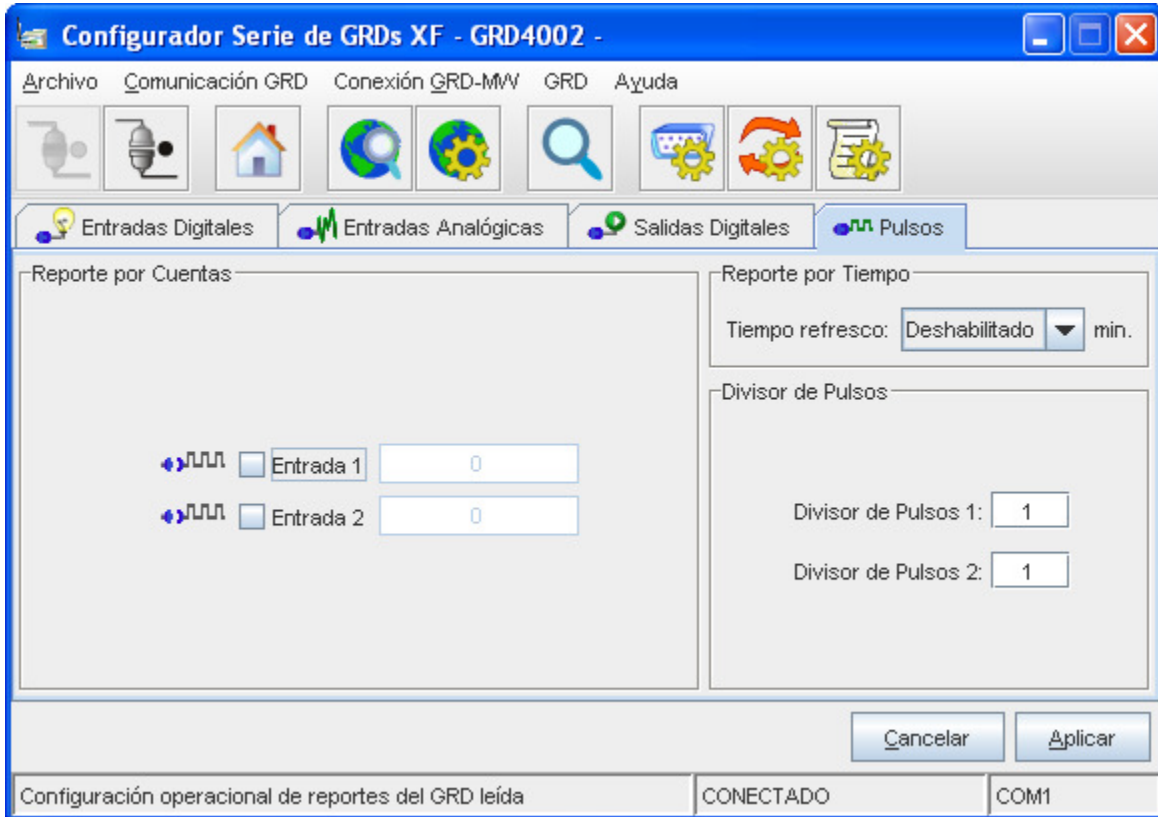 Configurador Serie de GRDs XF - GRD4002 -
Archivo Comunicación GRD Conexión GRD-MW GRD Ayuda
Entradas Digitales Entradas Analógicas Salidas Digitales Pulsos
Reporte por Cuentas
Entrada 1 0
Entrada 2 0
Reporte por Tiempo
Tiempo refresco: Deshabilitado min.
Divisor de Pulsos
Divisor de Pulsos 1: 1
Divisor de Pulsos 2: 1
Cancelar Aplicar
Configuración operacional de reportes del GRD leída CONECTADO COM1